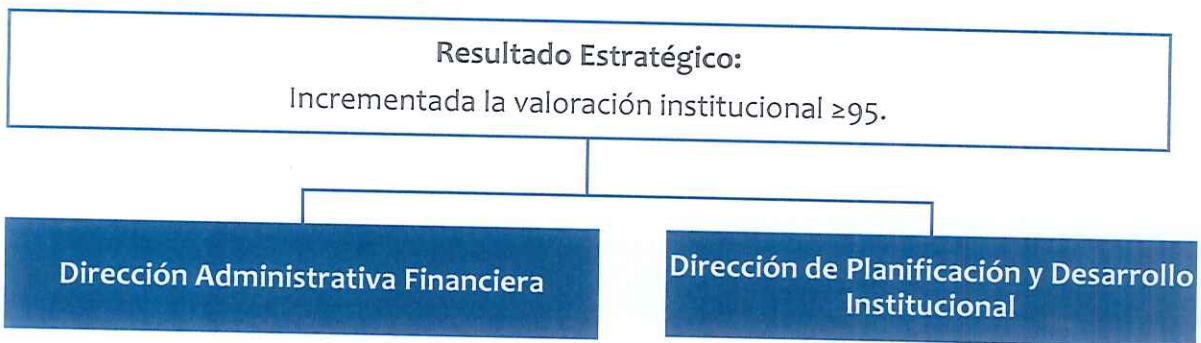 Resultado Estratégico:
Incrementada la valoración institucional ≥95.
Dirección Administrativa Financiera
Dirección de Planificación y Desarrollo
Institucional